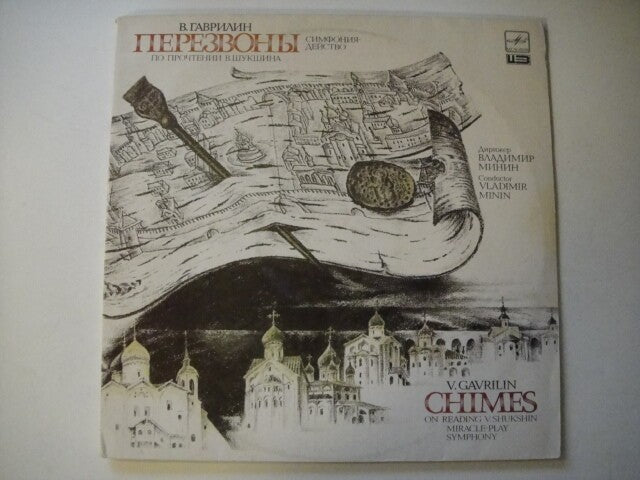 В. ГАВРИЛИН
ПЕРЕЗВОНЫ
СИМФОНИЯ-
ДЕЙСТВО
ПО ПРОЧТЕНИИ В. ШУКШИНА
Дирижер
ВЛАДИМИР
МИНИН
Conductor
VLADIMIR
MININ
V. GAVRILIN
CHIMES
ON READING V. SHUKSHIN
MIRACLE-PLAY
SYMPHONY